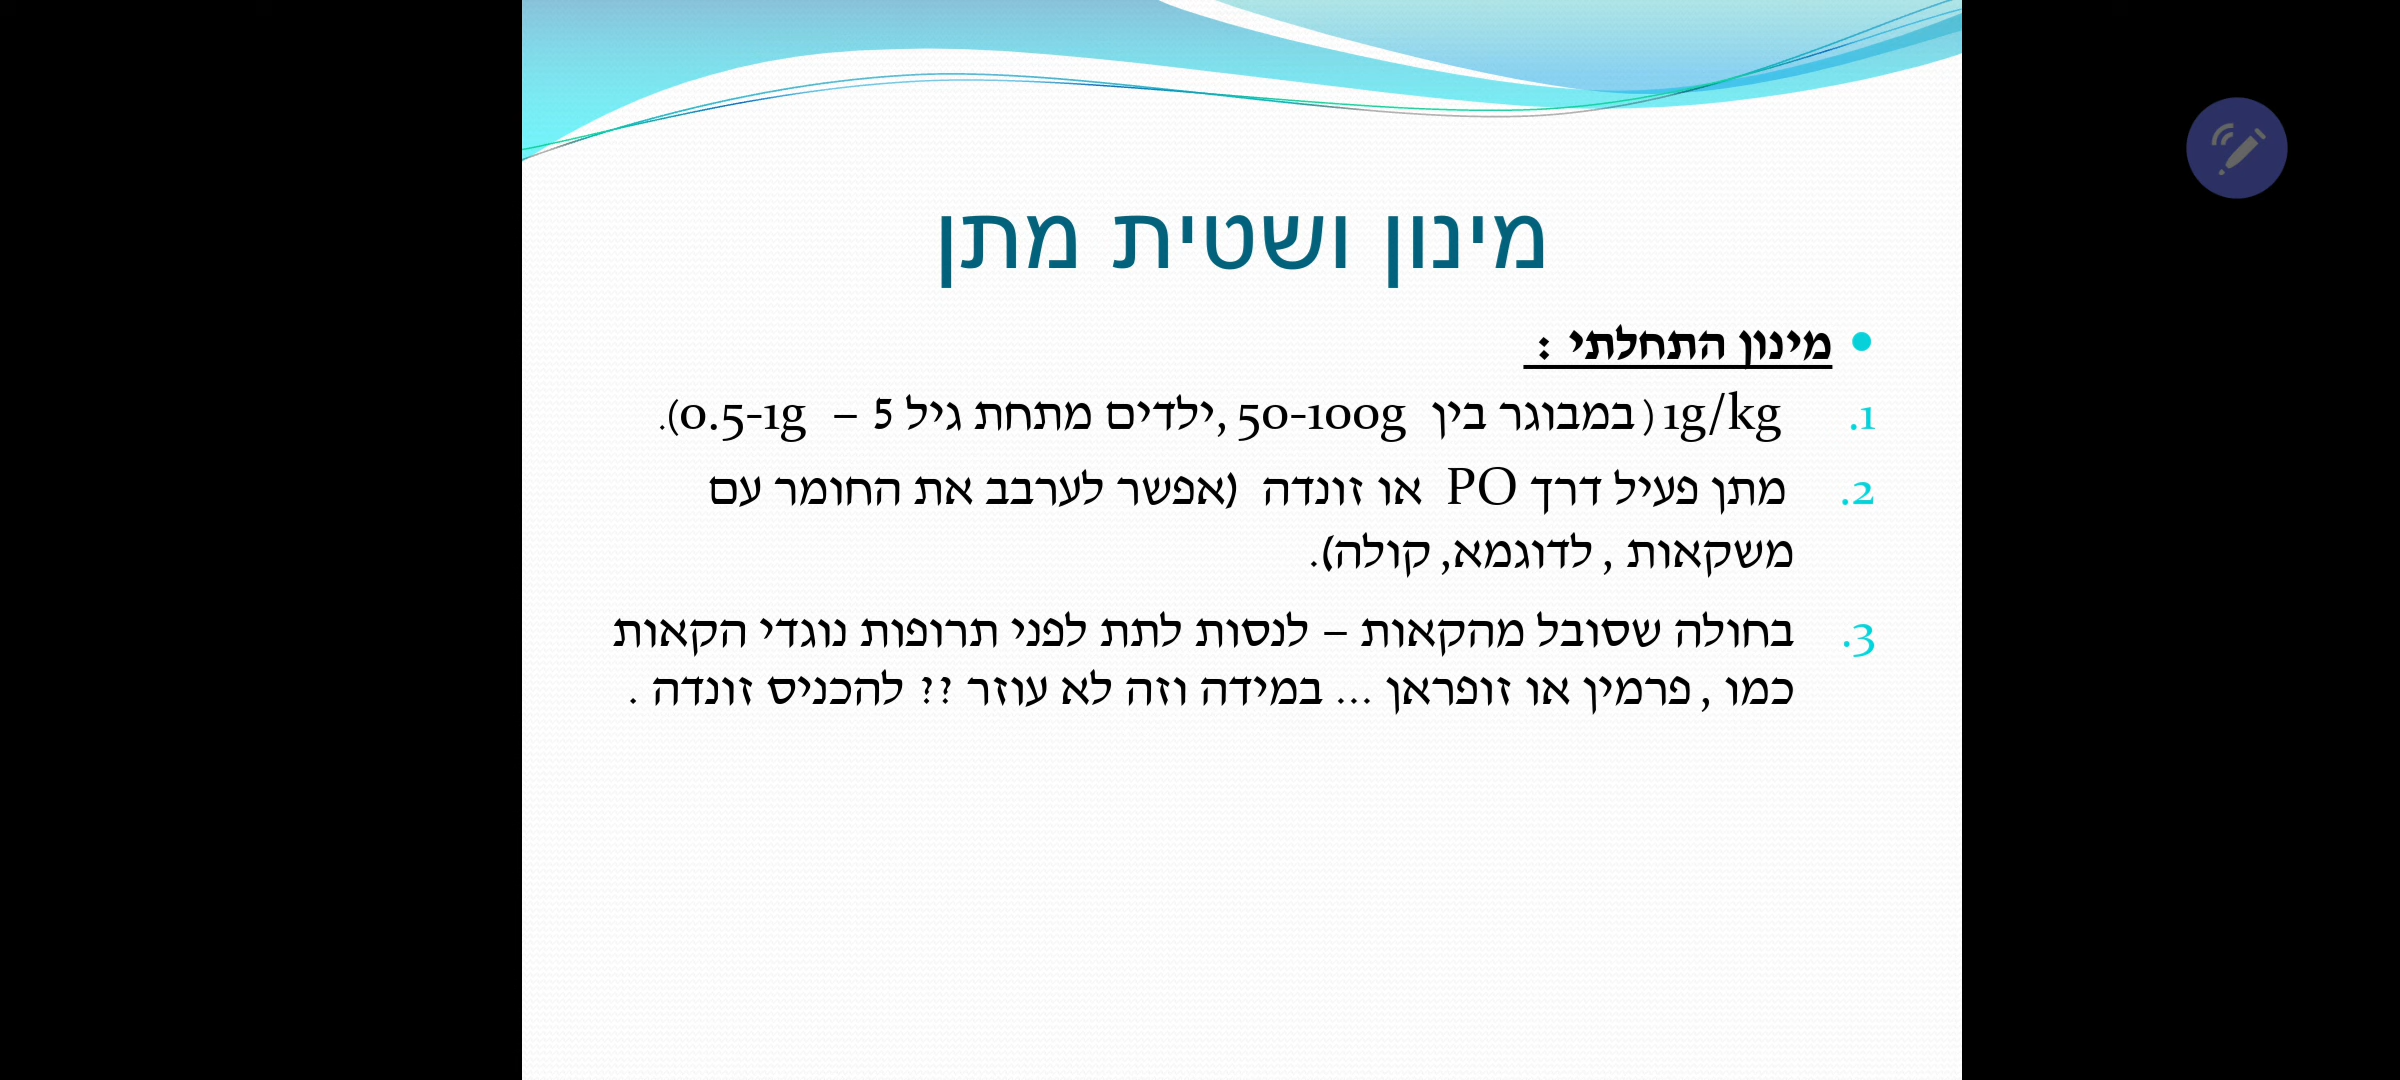 מינון ושטית מתן
• מינון התחלתי :
1. 1g/kg ( במבוגר בין 50-100g ,ילדים מתחת גיל 5 – 0.5-1g).
2. מתן פעיל דרך PO או זונדה (אפשר לערבב את החומר עם
משקאות , לדוגמא, קולה).
3. בחולה שסובל מהקאות – לנסות לתת לפני תרופות נוגדי הקאות
כמו , פרמין או זופראן ... במידה וזה לא עוזר ?? להכניס זונדה .